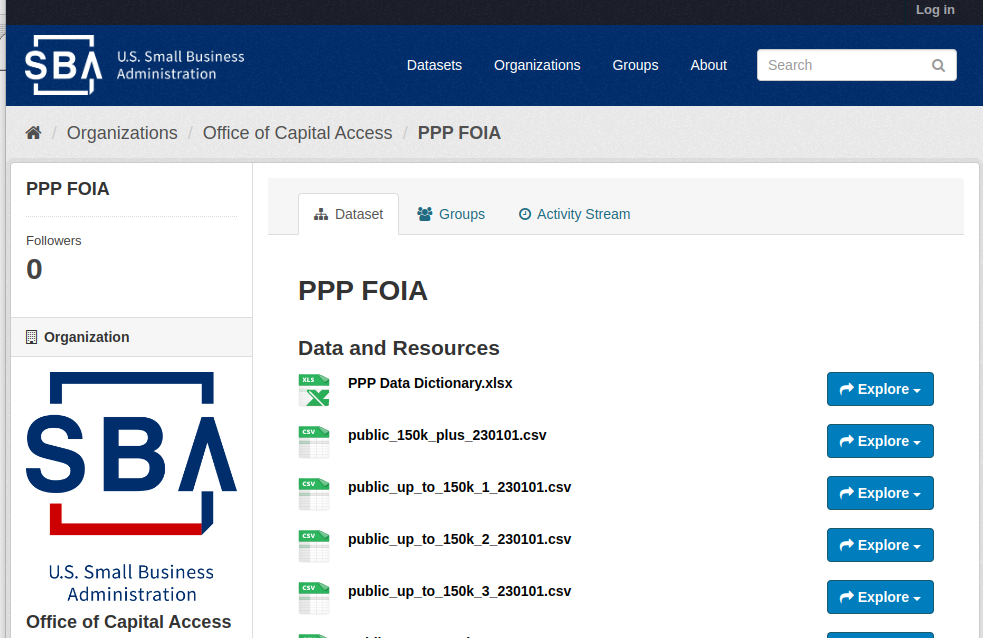 Log in
SBA
U.S. Small Business
Administration
Datasets
Organizations
Groups
About
Search
/ Organizations / Office of Capital Access / PPP FOIA
PPP FOIA
Followers
0
Organization
SBA
U.S. Small Business
Administration
Office of Capital Access
Dataset
Groups
Activity Stream
PPP FOIA
Data and Resources
XLS
PPP Data Dictionary.xlsx
Explore
CSV
public_150k_plus_230101.csv
Explore
CSV
public_up_to_150k_1_230101.csv
Explore
CSV
public_up_to_150k_2_230101.csv
Explore
CSV
public_up_to_150k_3_230101.csv
Explore